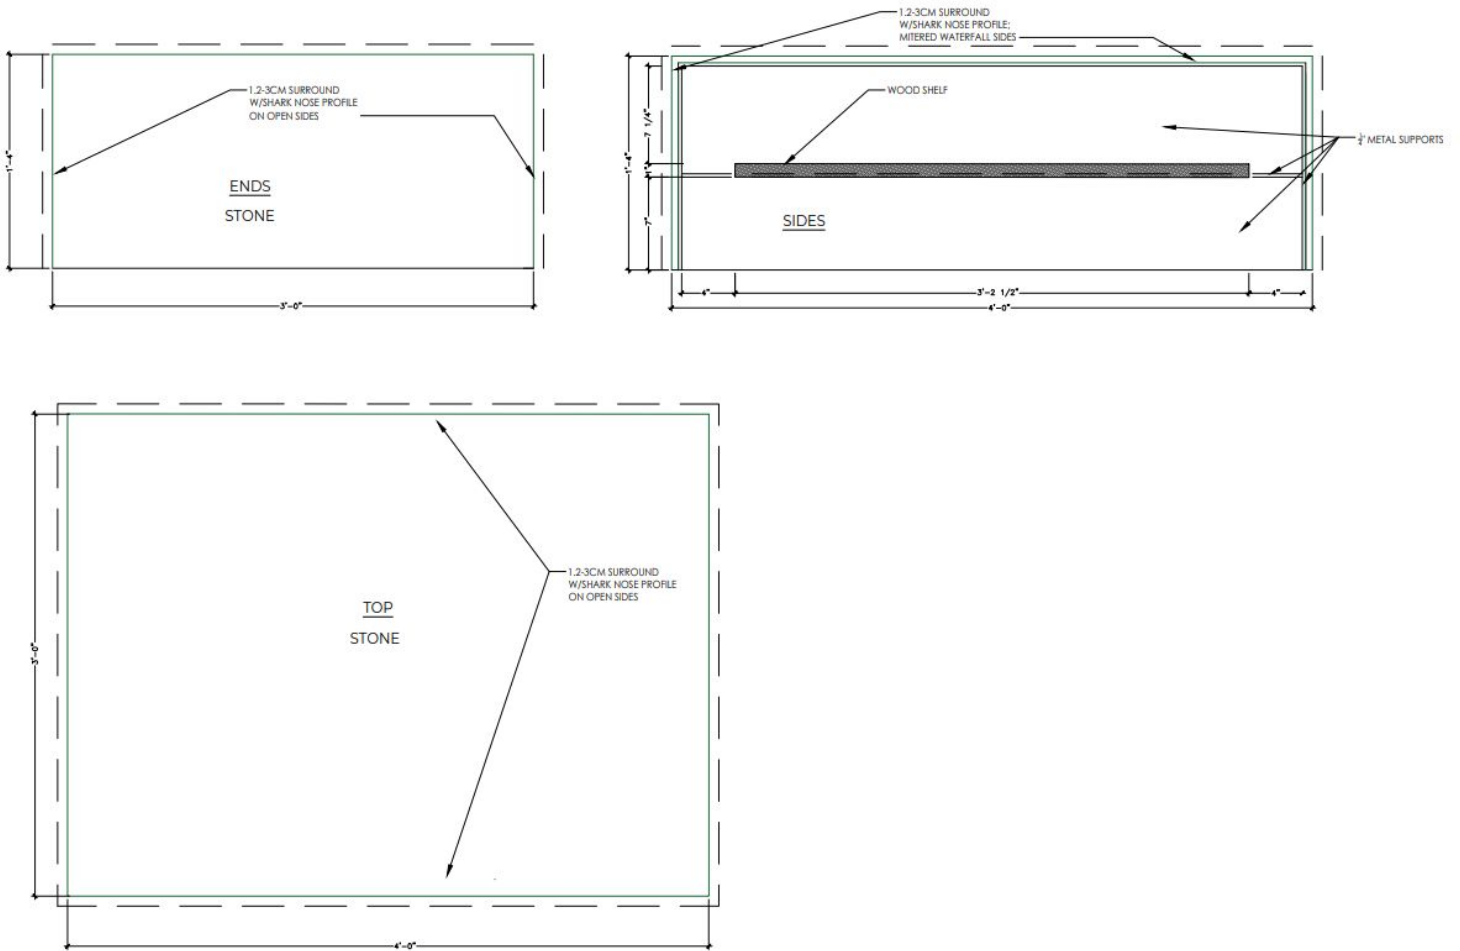 1.2-3CM SURROUND
W/SHARK NOSE PROFILE
ON OPEN SIDES
1'-4"
ENDS
STONE
3'-0"
1.2-3CM SURROUND
W/SHARK NOSE PROFILE;
MITERED WATERFALL SIDES
WOOD SHELF
1/4" METAL SUPPORTS
1'-4"
7 1/4"
1"
7"
SIDES
4"
3'-2 1/2"
4"
4'-0"
1.2-3CM SURROUND
W/SHARK NOSE PROFILE
ON OPEN SIDES
TOP
STONE
3'-0"
4'-0"